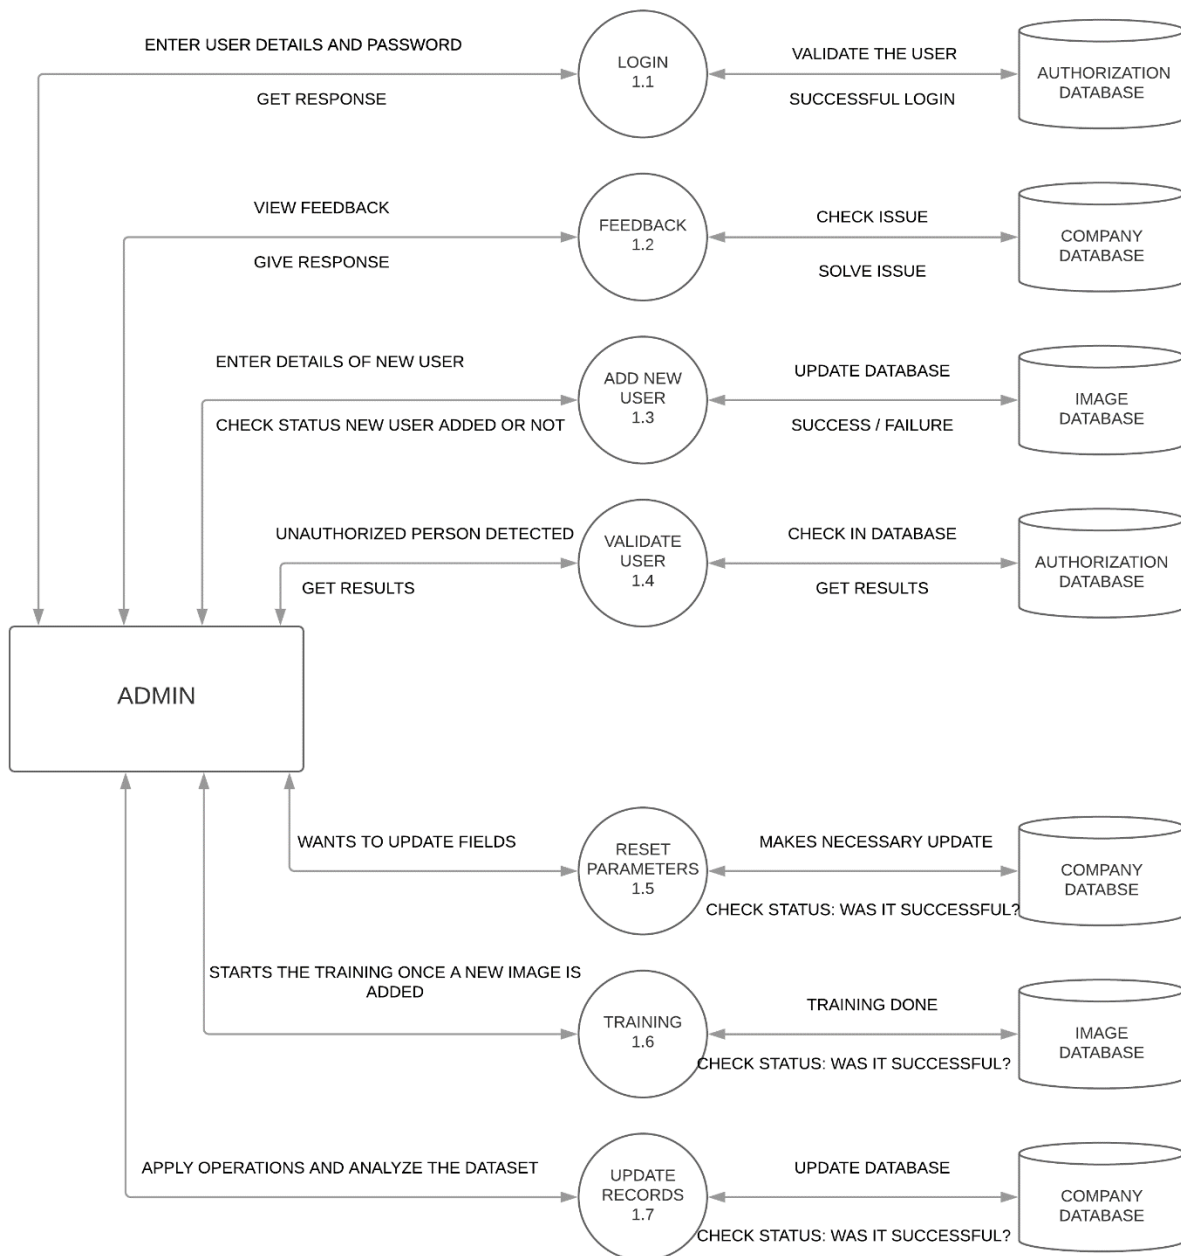 ENTER USER DETAILS AND PASSWORD
GET RESPONSE
LOGIN
1.1
VALIDATE THE USER
SUCCESSFUL LOGIN
AUTHORIZATION
DATABASE
VIEW FEEDBACK
GIVE RESPONSE
FEEDBACK
1.2
CHECK ISSUE
SOLVE ISSUE
COMPANY
DATABASE
ENTER DETAILS OF NEW USER
CHECK STATUS NEW USER ADDED OR NOT
ADD NEW
USER
1.3
UPDATE DATABASE
SUCCESS / FAILURE
IMAGE
DATABASE
UNAUTHORIZED PERSON DETECTED
GET RESULTS
VALIDATE
USER
1.4
CHECK IN DATABASE
GET RESULTS
AUTHORIZATION
DATABASE
ADMIN
WANTS TO UPDATE FIELDS
RESET
PARAMETERS
1.5
MAKES NECESSARY UPDATE
CHECK STATUS: WAS IT SUCCESSFUL?
COMPANY
DATABSE
STARTS THE TRAINING ONCE A NEW IMAGE IS
ADDED
TRAINING
1.6
TRAINING DONE
CHECK STATUS: WAS IT SUCCESSFUL?
IMAGE
DATABASE
APPLY OPERATIONS AND ANALYZE THE DATASET
UPDATE
RECORDS
1.7
UPDATE DATABASE
CHECK STATUS: WAS IT SUCCESSFUL?
COMPANY
DATABASE